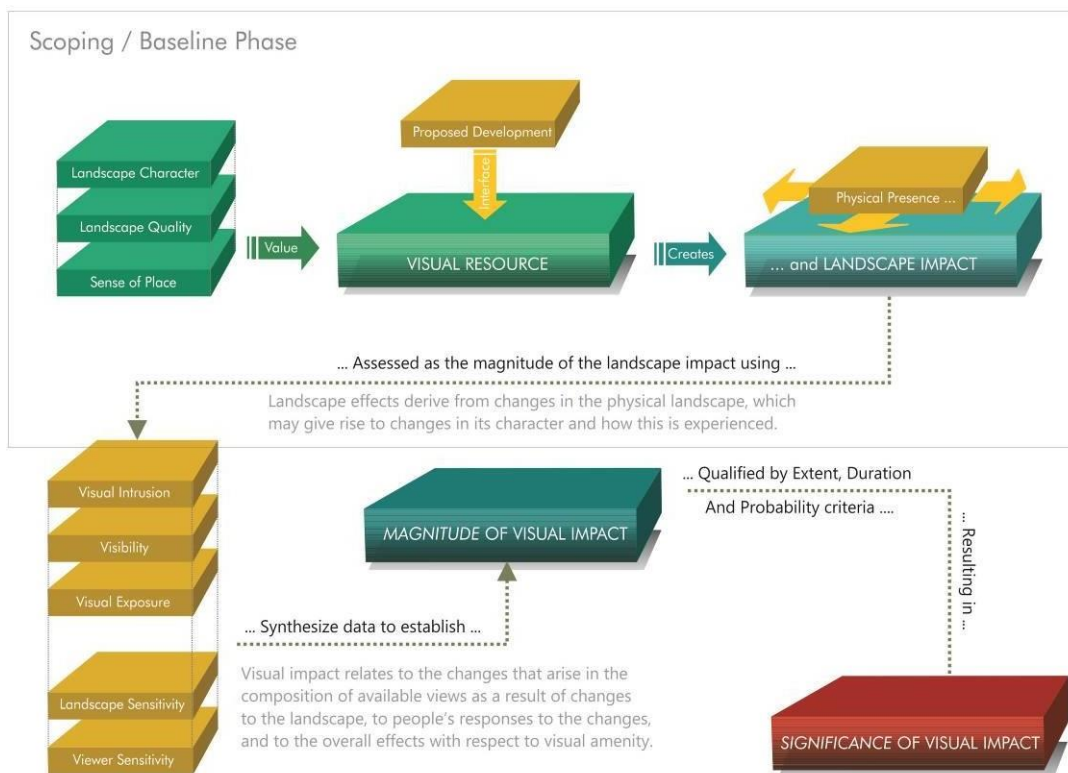 Scoping / Baseline Phase
Proposed Development
Interface
Landscape Character
Landscape Quality
Sense of Place
Value
VISUAL RESOURCE
Creates
Physical Presence ...
... and LANDSCAPE IMPACT
... Assessed as the magnitude of the landscape impact using ...
Landscape effects derive from changes in the physical landscape, which
may give rise to changes in its character and how this is experienced.
Visual Intrusion
Visibility
Visual Exposure
Landscape Sensitivity
Viewer Sensitivity
... Synthesize data to establish ...
Visual impact relates to the changes that arise in the
composition of available views as a result of changes
to the landscape, to people's responses to the changes,
and to the overall effects with respect to visual amenity.
MAGNITUDE OF VISUAL IMPACT
... Qualified by Extent, Duration
And Probability criteria ....
... Resulting in ...
SIGNIFICANCE OF VISUAL IMPACT